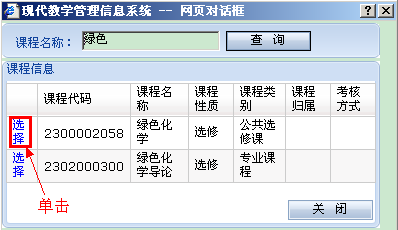 现代教学管理信息系统 -- 网页对话框
课程名称： 绿色 查 询
课程信息
课程代码 课程名称 课程性质 课程类别 课程归属 考核方式
选择 2300002058 绿色化学 选修 公共选修课
选择 2302000300 绿色化学导论 选修 专业课程
单击
关 闭